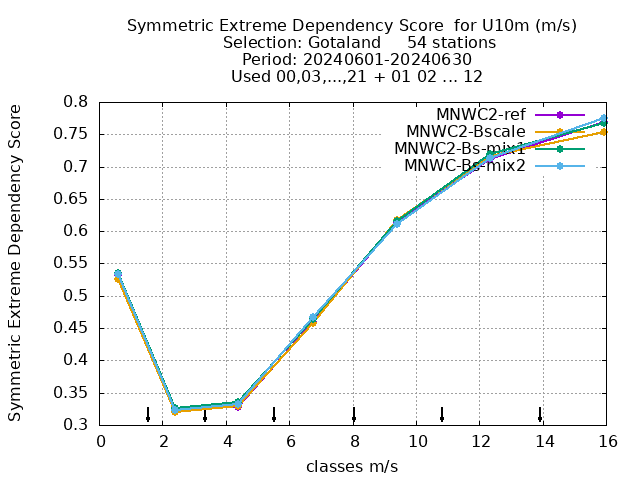 Symmetric Extreme Dependency Score  for U10m (m/s)
Selection: Gotaland     54 stations
Period: 20240601-20240630
Used 00,03,...,21 + 01 02 ... 12
Symmetric Extreme Dependency Score
0.8
0.75
0.7
0.65
0.6
0.55
0.5
0.45
0.4
0.35
0.3
MNWC2-ref
MNWC2-Bscale
MNWC2-Bs-mix1
MNWC-Bs-mix2
0 2 4 6 8 10 12 14 16
classes m/s